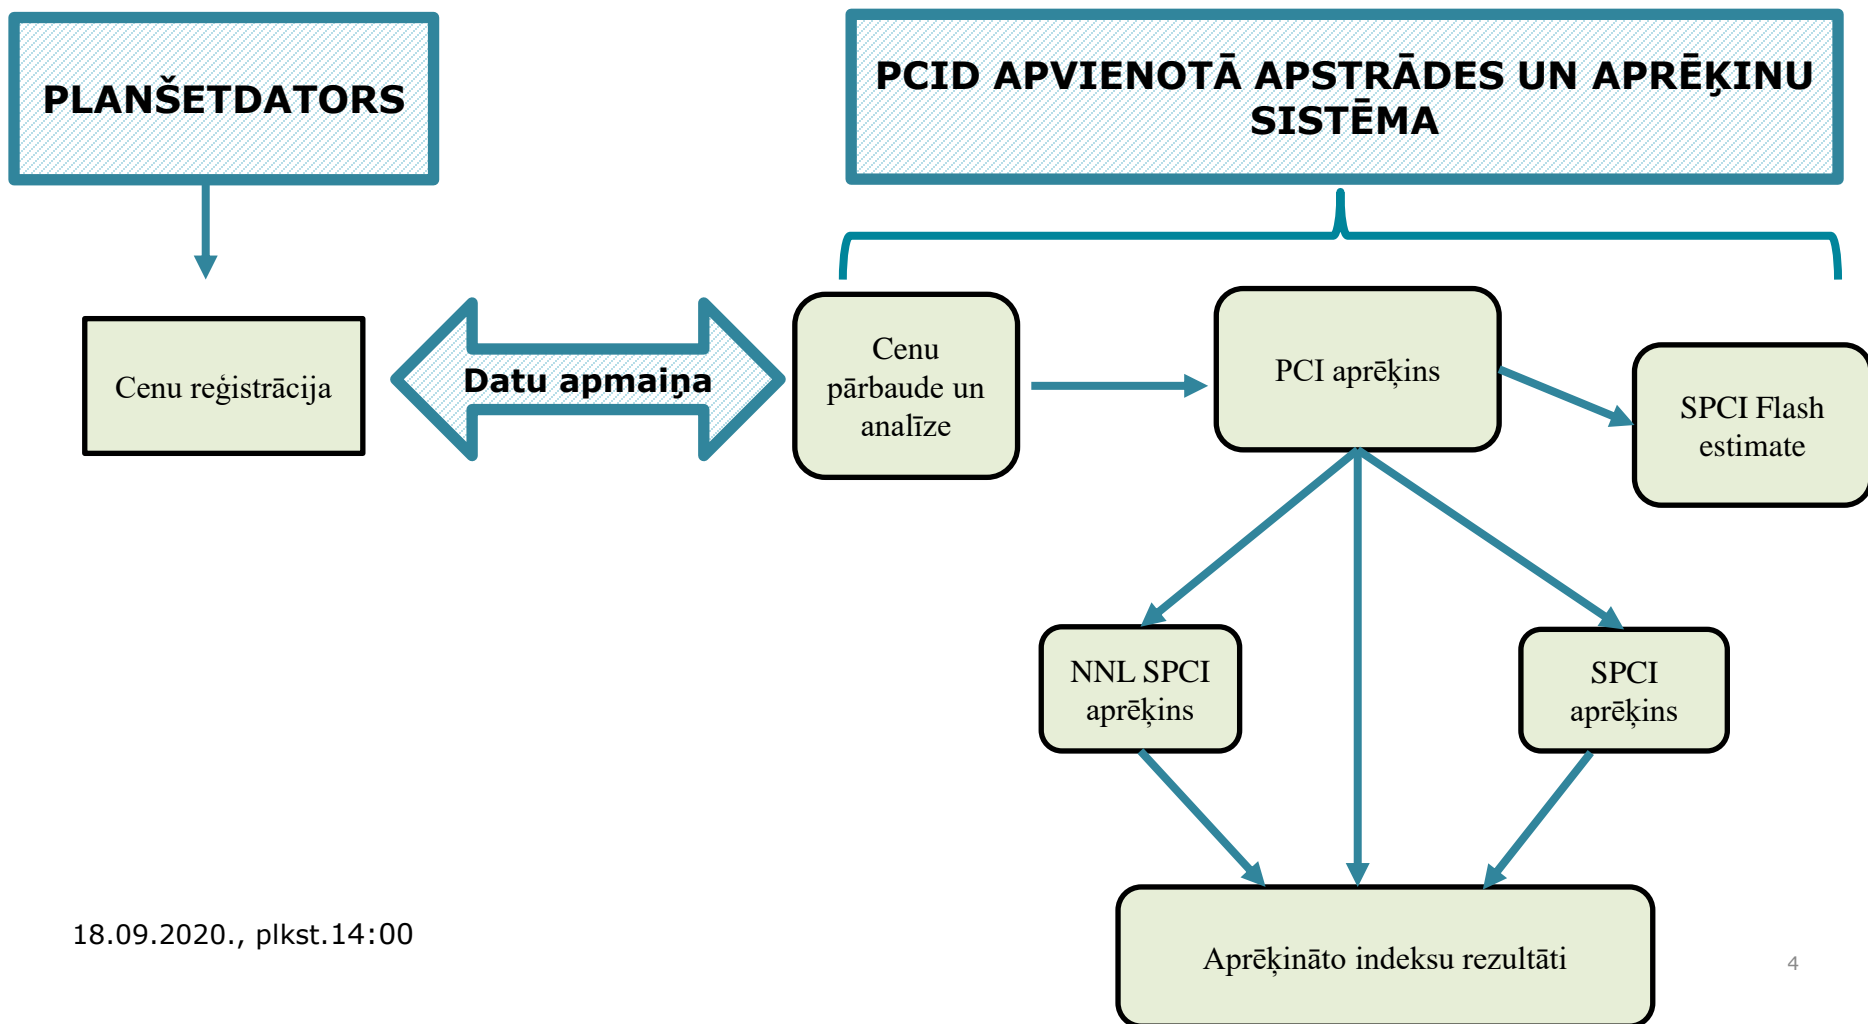 PLANŠETDATORS
PCID APVIENOTĀ APSTRĀDES UN APRĒĶINU
SISTĒMA
Cenu reģistrācija
Datu apmaiņa
Cenu
pārbaude un
analīze
PCI aprēķins
SPCI Flash
estimate
NNL SPCI
aprēķins
SPCI
aprēķins
Aprēķināto indeksu rezultāti
18.09.2020., plkst.14:00
4